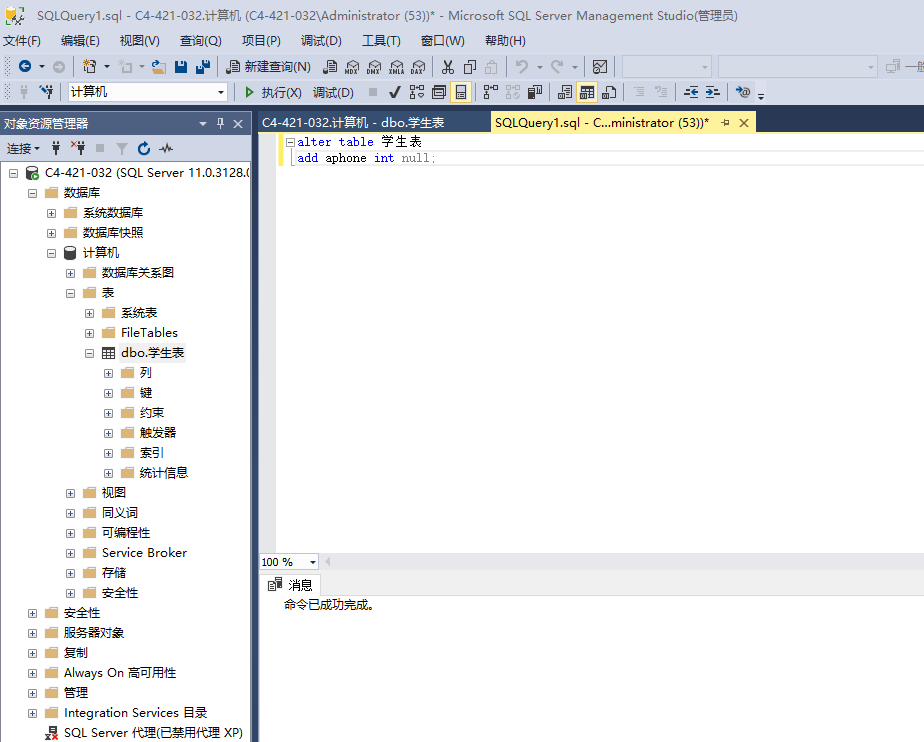 SQLQuery1.sql - C4-421-032.计算机 (C4-421-032\Administrator (53))* - Microsoft SQL Server Management Studio(管理员)
文件(F) 编辑(E) 视图(V) 查询(Q) 项目(P) 调试(D) 工具(T) 窗口(W) 帮助(H)
新建查询(N) MDX DMX XMLA DAX
计算机 执行(X) 调试(D)
对象资源管理器
连接
C4-421-032 (SQL Server 11.0.3128.0
数据库
系统数据库
数据库快照
计算机
数据库关系图
表
系统表
FileTables
dbo.学生表
列
键
约束
触发器
索引
统计信息
视图
同义词
可编程性
Service Broker
存储
安全性
安全性
服务器对象
复制
Always On 高可用性
管理
Integration Services 目录
SQL Server 代理(已禁用代理 XP)
C4-421-032.计算机 - dbo.学生表
SQLQuery1.sql - C...ministrator (53))*
alter table 学生表
add aphone int null;
100 %
消息
命令已成功完成。